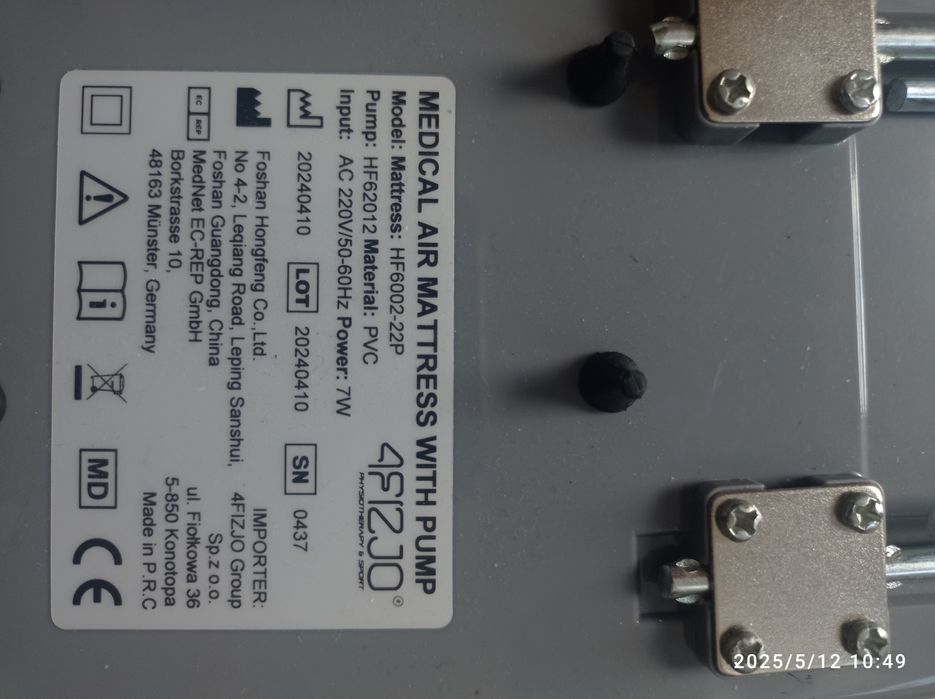 MEDICAL AIR MATTRESS WITH PUMP
Model: Mattress: HF6002-22P
Pump: HF62012 Material: PVC
Input: AC 220V/50-60Hz Power: 7W
4FIZJO®
PHYSIOTHERAPY & SPORT
20240410 LOT 20240410 SN 0437
Foshan Hongfeng Co.,Ltd.
No 4-2, Leqiang Road, Leping Sanshui,
Foshan Guangdong, China
EC REP MedNet EC-REP GmbH
Borkstrasse 10,
48163 Münster, Germany
IMPORTER:
4FIZJO Group
Sp.z o.o.
ul. Fiołkowa 36
5-850 Konotopa
Made in P.R.C
MD CE
2025/5/12 10:49